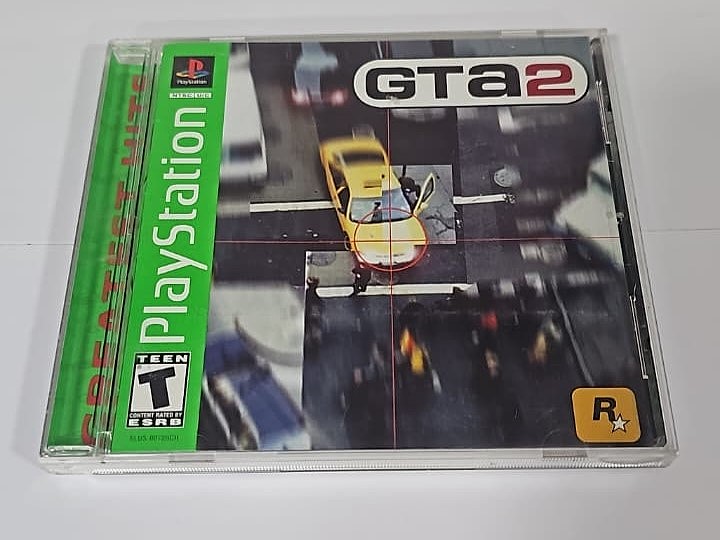 GREATEST HITS
PlayStation
NTSC U/C
PlayStation
GTa2
TEEN
T
CONTENT RATED BY
ESRB
R